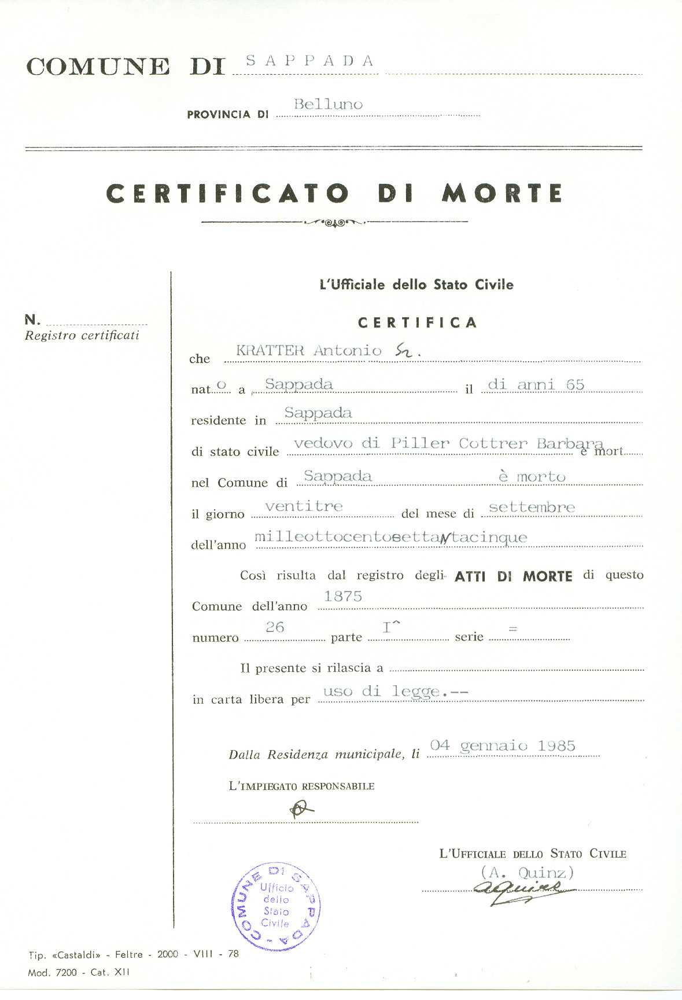 COMUNE DI SAPPADA
PROVINCIA DI Belluno
CERTIFICATO DI MORTE
L'Ufficiale dello Stato Civile
N.
Registro certificati
CERTIFICA
che KRATTER Antonio Sr.
nato a Sappada il di anni 65
residente in Sappada
di stato civile vedovo di Piller Cottrer Barbara è mort
nel Comune di Sappada è morto
il giorno ventitre del mese di settembre
dell'anno milleottocentosettaNtacinque
Così risulta dal registro degli ATTI DI MORTE di questo
Comune dell'anno 1875
numero 26 parte I^ serie =
Il presente si rilascia a
in carta libera per uso di legge.--
Dalla Residenza municipale, li 04 gennaio 1985
L'IMPIEGATO RESPONSABILE
L'UFFICIALE DELLO STATO CIVILE
(A. Quinz)
AQuinz
COMUNE DI SAPPADA -
Ufficio
dello
Stato
Civile
Tip. «Castaldi» - Feltre - 2000 - VIII - 78
Mod. 7200 - Cat. XII